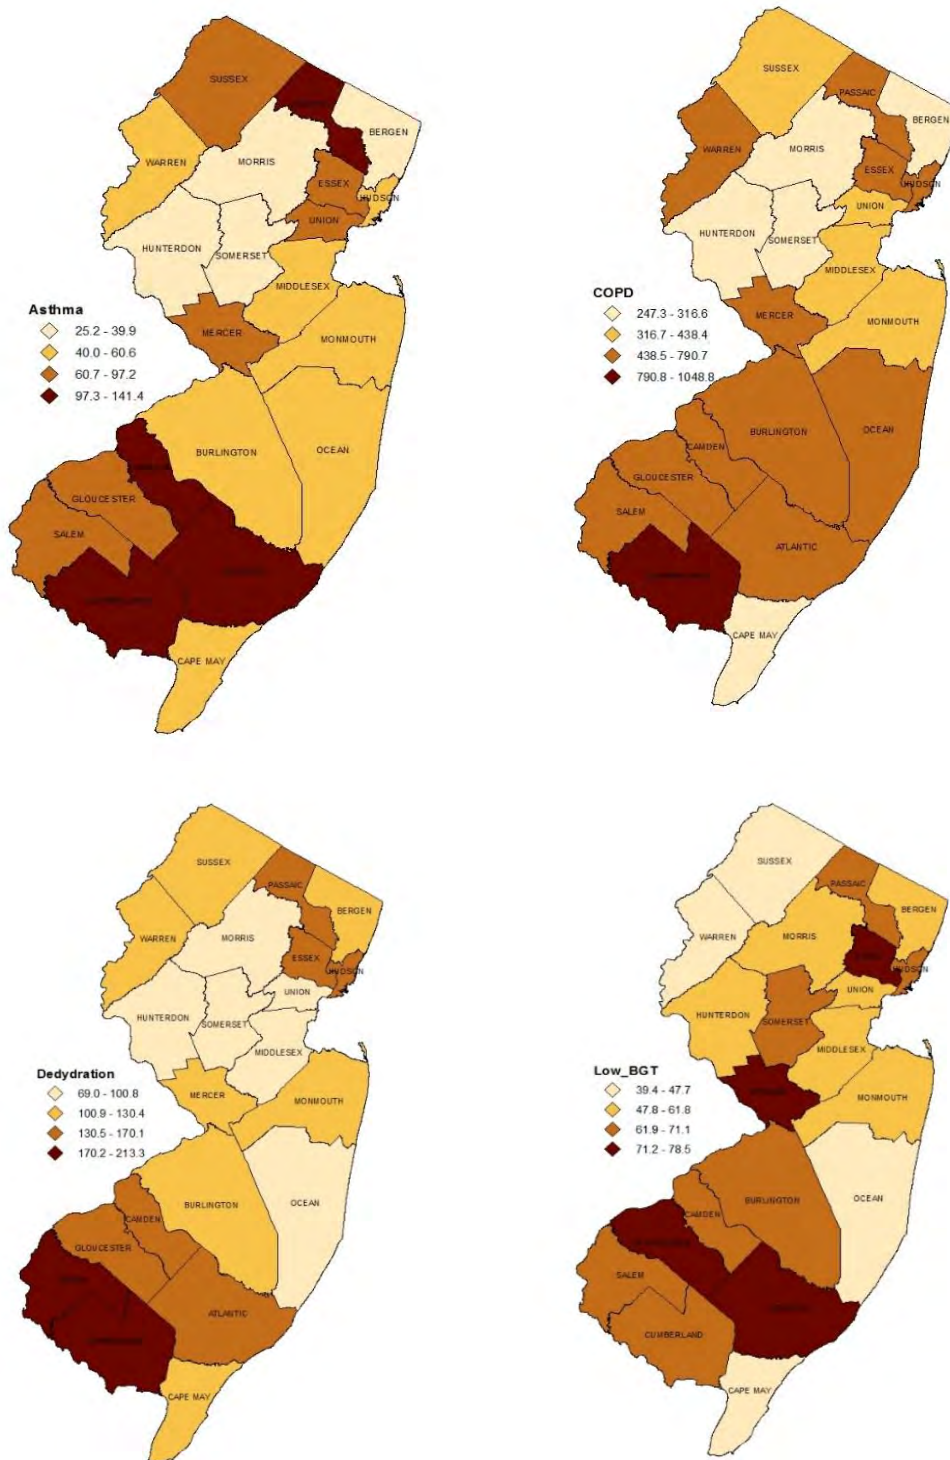 SUSSEX
BERGEN
WARREN
MORRIS
ESSEX
HUDSON
UNION
HUNTERDON
SOMERSET
MIDDLESEX
MERCER
MONMOUTH
Asthma
25.2 - 39.9
40.0 - 60.6
60.7 - 97.2
97.3 - 141.4
BURLINGTON
OCEAN
GLOUCESTER
SALEM
CAPE MAY
SUSSEX
PASSAIC
BERGEN
WARREN
MORRIS
ESSEX
HUDSON
UNION
HUNTERDON
SOMERSET
MIDDLESEX
MERCER
MONMOUTH
COPD
247.3 - 316.6
316.7 - 438.4
438.5 - 790.7
790.8 - 1048.8
BURLINGTON
OCEAN
CAMDEN
GLOUCESTER
SALEM
ATLANTIC
CAPE MAY
SUSSEX
PASSAIC
BERGEN
WARREN
MORRIS
ESSEX
HUDSON
UNION
HUNTERDON
SOMERSET
MIDDLESEX
MERCER
MONMOUTH
Dedydration
69.0 - 100.8
100.9 - 130.4
130.5 - 170.1
170.2 - 213.3
BURLINGTON
OCEAN
CAMDEN
GLOUCESTER
ATLANTIC
CAPE MAY
SUSSEX
PASSAIC
BERGEN
WARREN
MORRIS
HUDSON
UNION
HUNTERDON
SOMERSET
MIDDLESEX
MONMOUTH
Low_BGT
39.4 - 47.7
47.8 - 61.8
61.9 - 71.1
71.2 - 78.5
BURLINGTON
OCEAN
CAMDEN
SALEM
CUMBERLAND
CAPE MAY